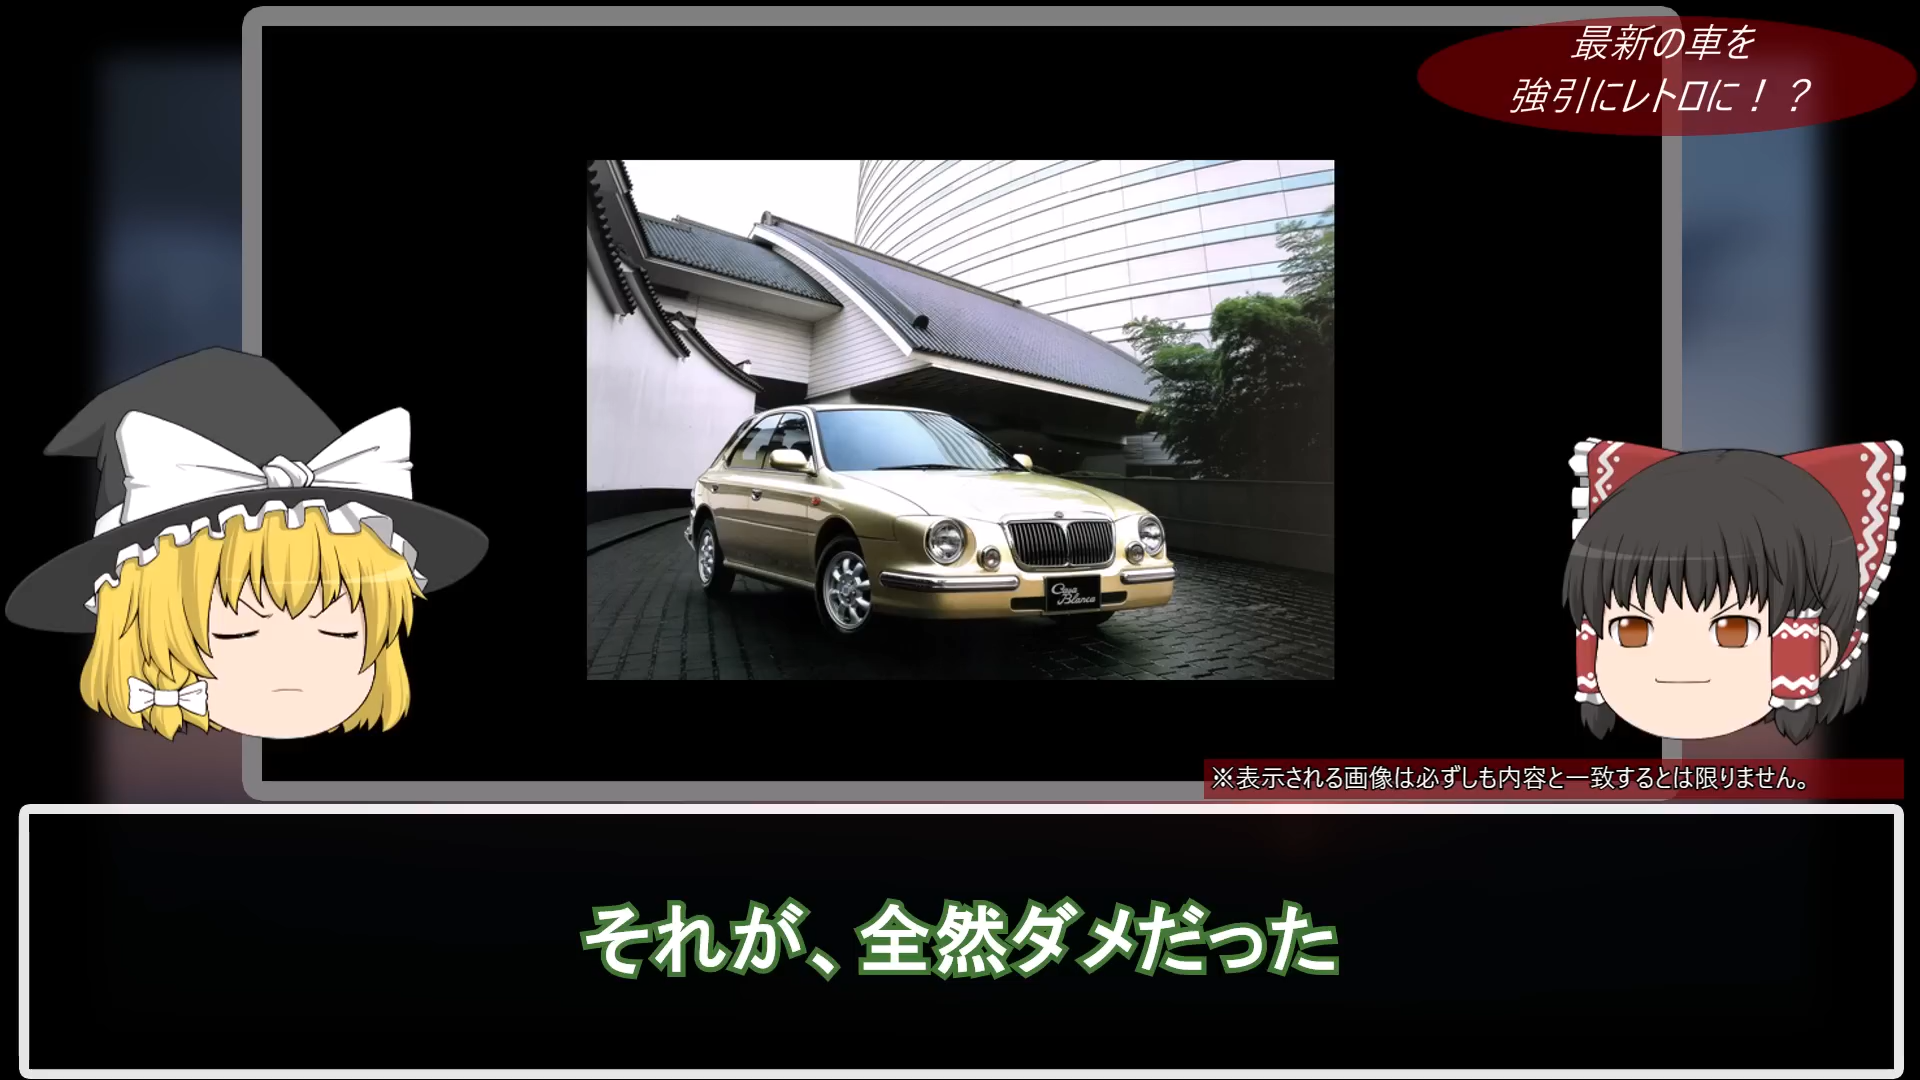 最新の車を
強引にレトロに！？
Casa
Blanca
※表示される画像は必ずしも内容と一致するとは限りません。
それが、全然ダメだった